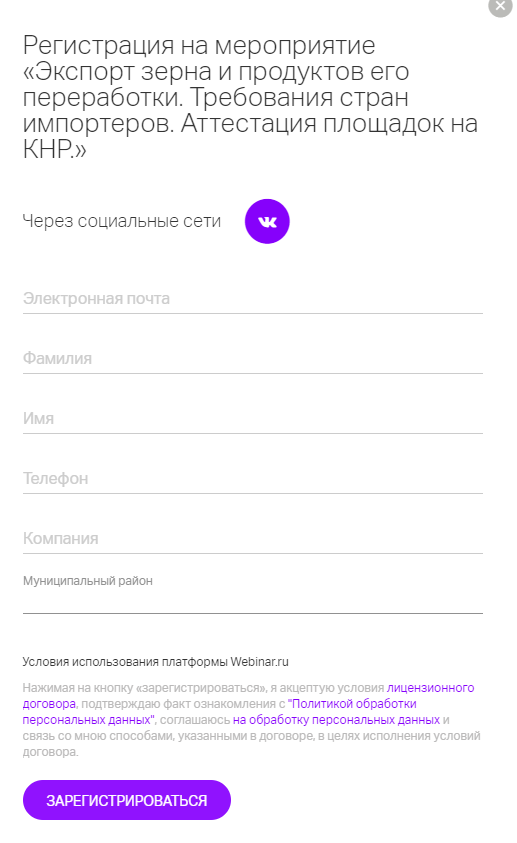 Регистрация на мероприятие
«Экспорт зерна и продуктов его
переработки. Требования стран
импортеров. Аттестация площадок на
КНР.»
Через социальные сети
Электронная почта
Фамилия
Имя
Телефон
Компания
Муниципальный район
Условия использования платформы Webinar.ru
Нажимая на кнопку «зарегистрироваться», я акцептую условия лицензионного
договора, подтверждаю факт ознакомления с "Политикой обработки
персональных данных", соглашаюсь на обработку персональных данных и
связь со мною способами, указанными в договоре, в целях исполнения условий
договора.
ЗАРЕГИСТРИРОВАТЬСЯ